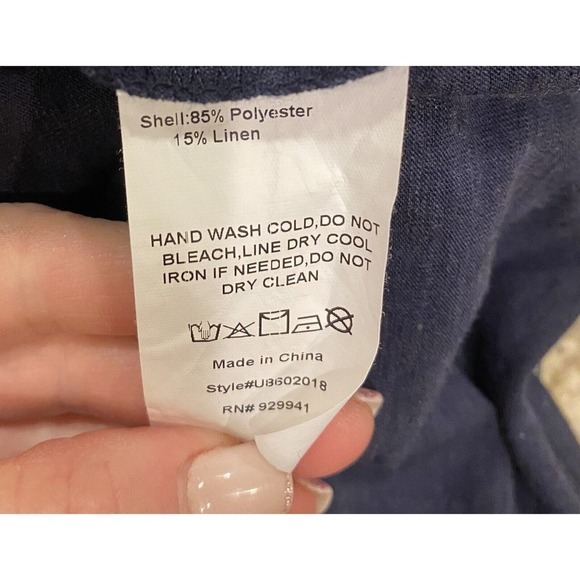 Shell:85% Polyester
15% Linen
HAND WASH COLD,DO NOT
BLEACH,LINE DRY COOL
IRON IF NEEDED,DO NOT
DRY CLEAN
Made in China
Style#U8602018
RN# 929941